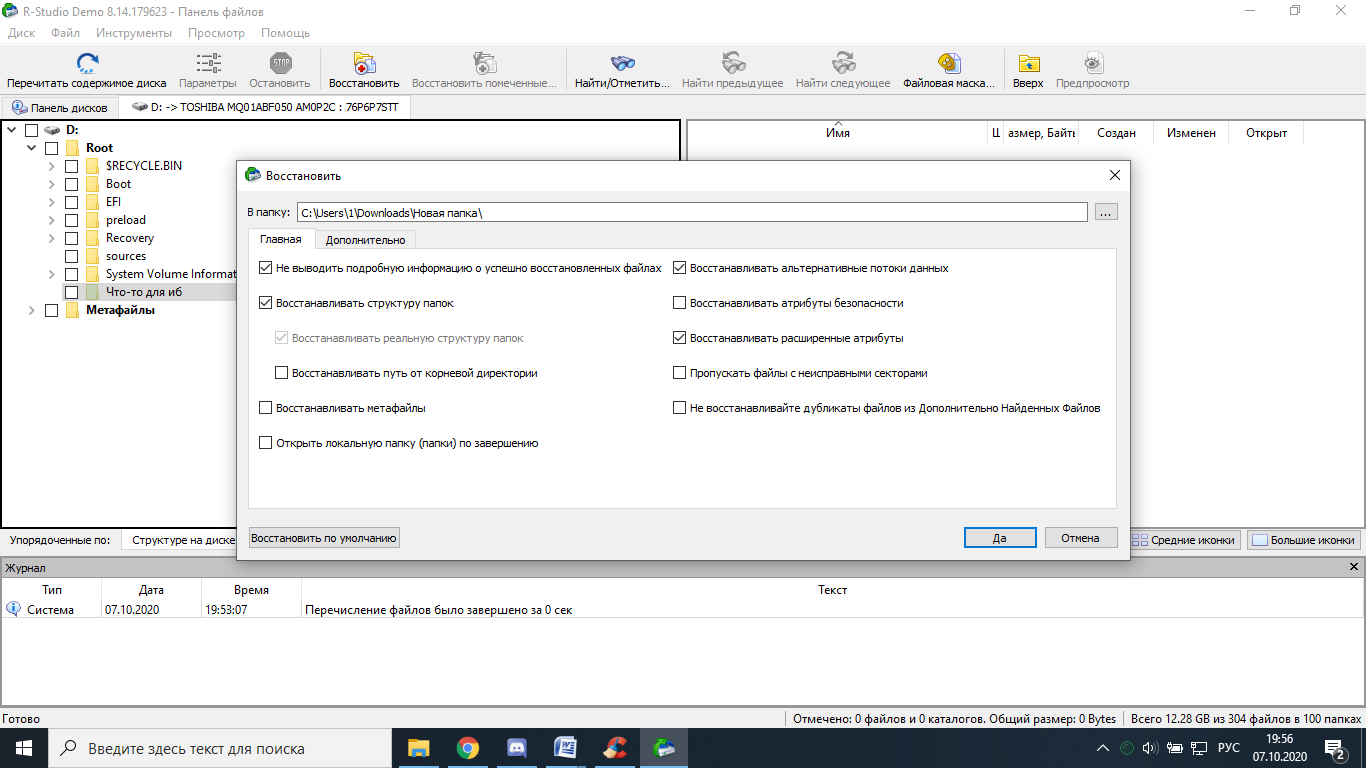 R-Studio Demo 8.14.179623 - Панель файлов
Диск Файл Инструменты Просмотр Помощь
STOP
Перечитать содержимое диска Параметры Остановить Восстановить Восстановить помеченные... Найти/Отметить... Найти предыдущее Найти следующее Файловая маска... Вверх Предпросмотр
Панель дисков D: -> TOSHIBA MQ01ABF050 AM0P2C : 76P6P7STT
D:
Root
$RECYCLE.BIN
Boot
EFI
preload
Recovery
sources
System Volume Informat
Что-то для иб
Метафайлы
Имя азмер, Байть Создан Изменен Открыт
Восстановить
В папку: C:\Users\1\Downloads\Новая папка\ ...
Главная Дополнительно
Не выводить подробную информацию о успешно восстановленных файлах
Восстанавливать альтернативные потоки данных
Восстанавливать структуру папок
Восстанавливать атрибуты безопасности
Восстанавливать реальную структуру папок
Восстанавливать расширенные атрибуты
Восстанавливать путь от корневой директории
Пропускать файлы с неисправными секторами
Восстанавливать метафайлы
Не восстанавливайте дубликаты файлов из Дополнительно Найденных Файлов
Открыть локальную папку (папки) по завершению
Восстановить по умолчанию Да Отмена
Упорядоченные по: Структуре на диске Средние иконки Большие иконки
Журнал
Тип Дата Время Текст
Система 07.10.2020 19:53:07 Перечисление файлов было завершено за 0 сек
Готово Отмечено: 0 файлов и 0 каталогов. Общий размер: 0 Bytes Всего 12.28 GB из 304 файлов в 100 папках
Введите здесь текст для поиска
РУС
19:56
07.10.2020
2